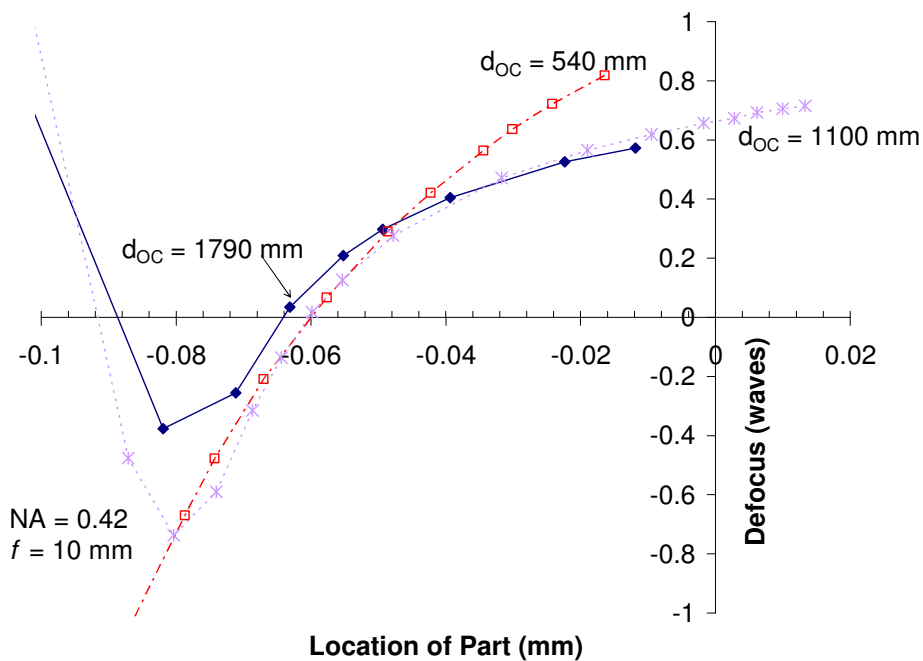 1
d_OC = 540 mm
0.8
0.6
d_OC = 1100 mm
0.4
d_OC = 1790 mm
0.2
0
-0.1 -0.08 -0.06 -0.04 -0.02 0 0.02
-0.2
-0.4
-0.6
-0.8
-1
Defocus (waves)
NA = 0.42
f = 10 mm
Location of Part (mm)